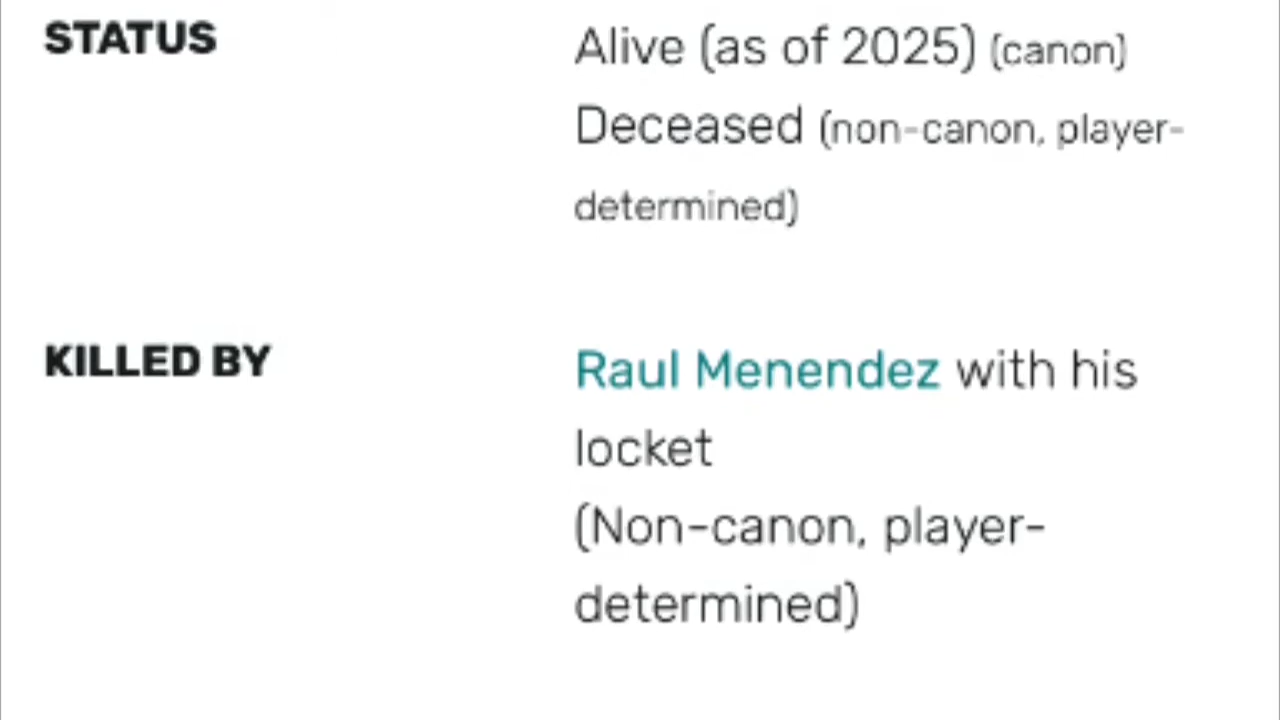 STATUS
Alive (as of 2025) (canon)
Deceased (non-canon, player-
determined)
KILLED BY
Raul Menendez with his
locket
(Non-canon, player-
determined)